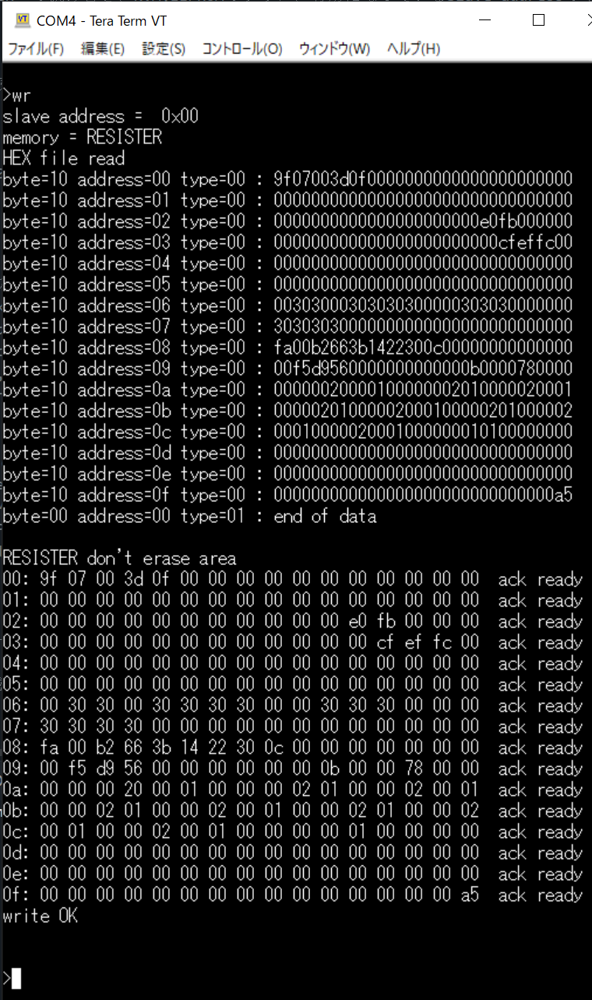 COM4 - Tera Term VT
ファイル(F) 編集(E) 設定(S) コントロール(O) ウィンドウ(W) ヘルプ(H)
>wr
slave address =  0x00
memory = RESISTER
HEX file read
byte=10 address=00 type=00 : 9f07003d0f0000000000000000000000
byte=10 address=01 type=00 : 00000000000000000000000000000000
byte=10 address=02 type=00 : 0000000000000000000000e0fb000000
byte=10 address=03 type=00 : 000000000000000000000000cfeffc00
byte=10 address=04 type=00 : 00000000000000000000000000000000
byte=10 address=05 type=00 : 00000000000000000000000000000000
byte=10 address=06 type=00 : 00303000303030300000303030000000
byte=10 address=07 type=00 : 30303030000000000000000000000000
byte=10 address=08 type=00 : fa00b2663b1422300c00000000000000
byte=10 address=09 type=00 : 00f5d9560000000000000b0000780000
byte=10 address=0a type=00 : 00000020000100000002010000020001
byte=10 address=0b type=00 : 00000201000002000100000201000002
byte=10 address=0c type=00 : 00010000020001000000010100000000
byte=10 address=0d type=00 : 00000000000000000000000000000000
byte=10 address=0e type=00 : 00000000000000000000000000000000
byte=10 address=0f type=00 : 000000000000000000000000000000a5
byte=00 address=00 type=01 : end of data
RESISTER don't erase area
00: 9f 07 00 3d 0f 00 00 00 00 00 00 00 00 00 00 00  ack ready
01: 00 00 00 00 00 00 00 00 00 00 00 00 00 00 00 00  ack ready
02: 00 00 00 00 00 00 00 00 00 00 00 e0 fb 00 00 00  ack ready
03: 00 00 00 00 00 00 00 00 00 00 00 00 cf ef fc 00  ack ready
04: 00 00 00 00 00 00 00 00 00 00 00 00 00 00 00 00  ack ready
05: 00 00 00 00 00 00 00 00 00 00 00 00 00 00 00 00  ack ready
06: 00 30 30 00 30 30 30 30 00 00 30 30 30 00 00 00  ack ready
07: 30 30 30 30 00 00 00 00 00 00 00 00 00 00 00 00  ack ready
08: fa 00 b2 66 3b 14 22 30 0c 00 00 00 00 00 00 00  ack ready
09: 00 f5 d9 56 00 00 00 00 00 00 0b 00 00 78 00 00  ack ready
0a: 00 00 00 20 00 01 00 00 00 02 01 00 00 02 00 01  ack ready
0b: 00 00 02 01 00 00 02 00 01 00 00 02 01 00 00 02  ack ready
0c: 00 01 00 00 02 00 01 00 00 00 00 01 00 00 00 00  ack ready
0d: 00 00 00 00 00 00 00 00 00 00 00 00 00 00 00 00  ack ready
0e: 00 00 00 00 00 00 00 00 00 00 00 00 00 00 00 00  ack ready
0f: 00 00 00 00 00 00 00 00 00 00 00 00 00 00 00 a5  ack ready
write OK
>